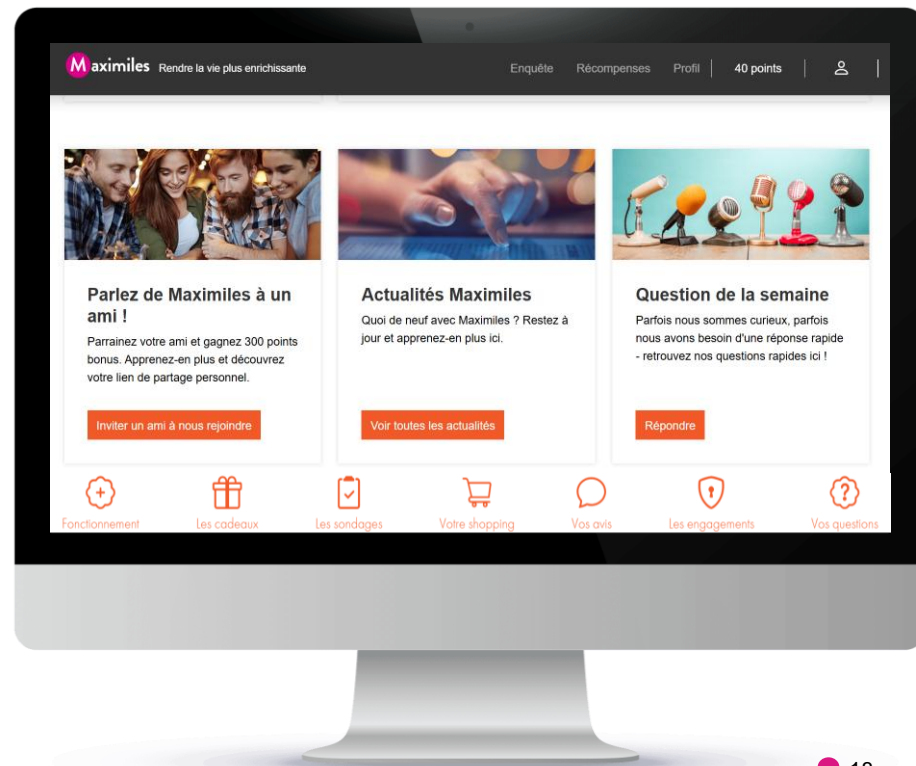 Maximiles Rendre la vie plus enrichissante
Enquête Récompenses Profil 40 points
Parlez de Maximiles à un
ami !
Parrainez votre ami et gagnez 300 points
bonus. Apprenez-en plus et découvrez
votre lien de partage personnel.
Inviter un ami à nous rejoindre
Actualités Maximiles
Quoi de neuf avec Maximiles ? Restez à
jour et apprenez-en plus ici.
Voir toutes les actualités
Question de la semaine
Parfois nous sommes curieux, parfois
nous avons besoin d'une réponse rapide
- retrouvez nos questions rapides ici !
Répondre
Fonctionnement Les cadeaux Les sondages Votre shopping Vos avis Les engagements Vos questions